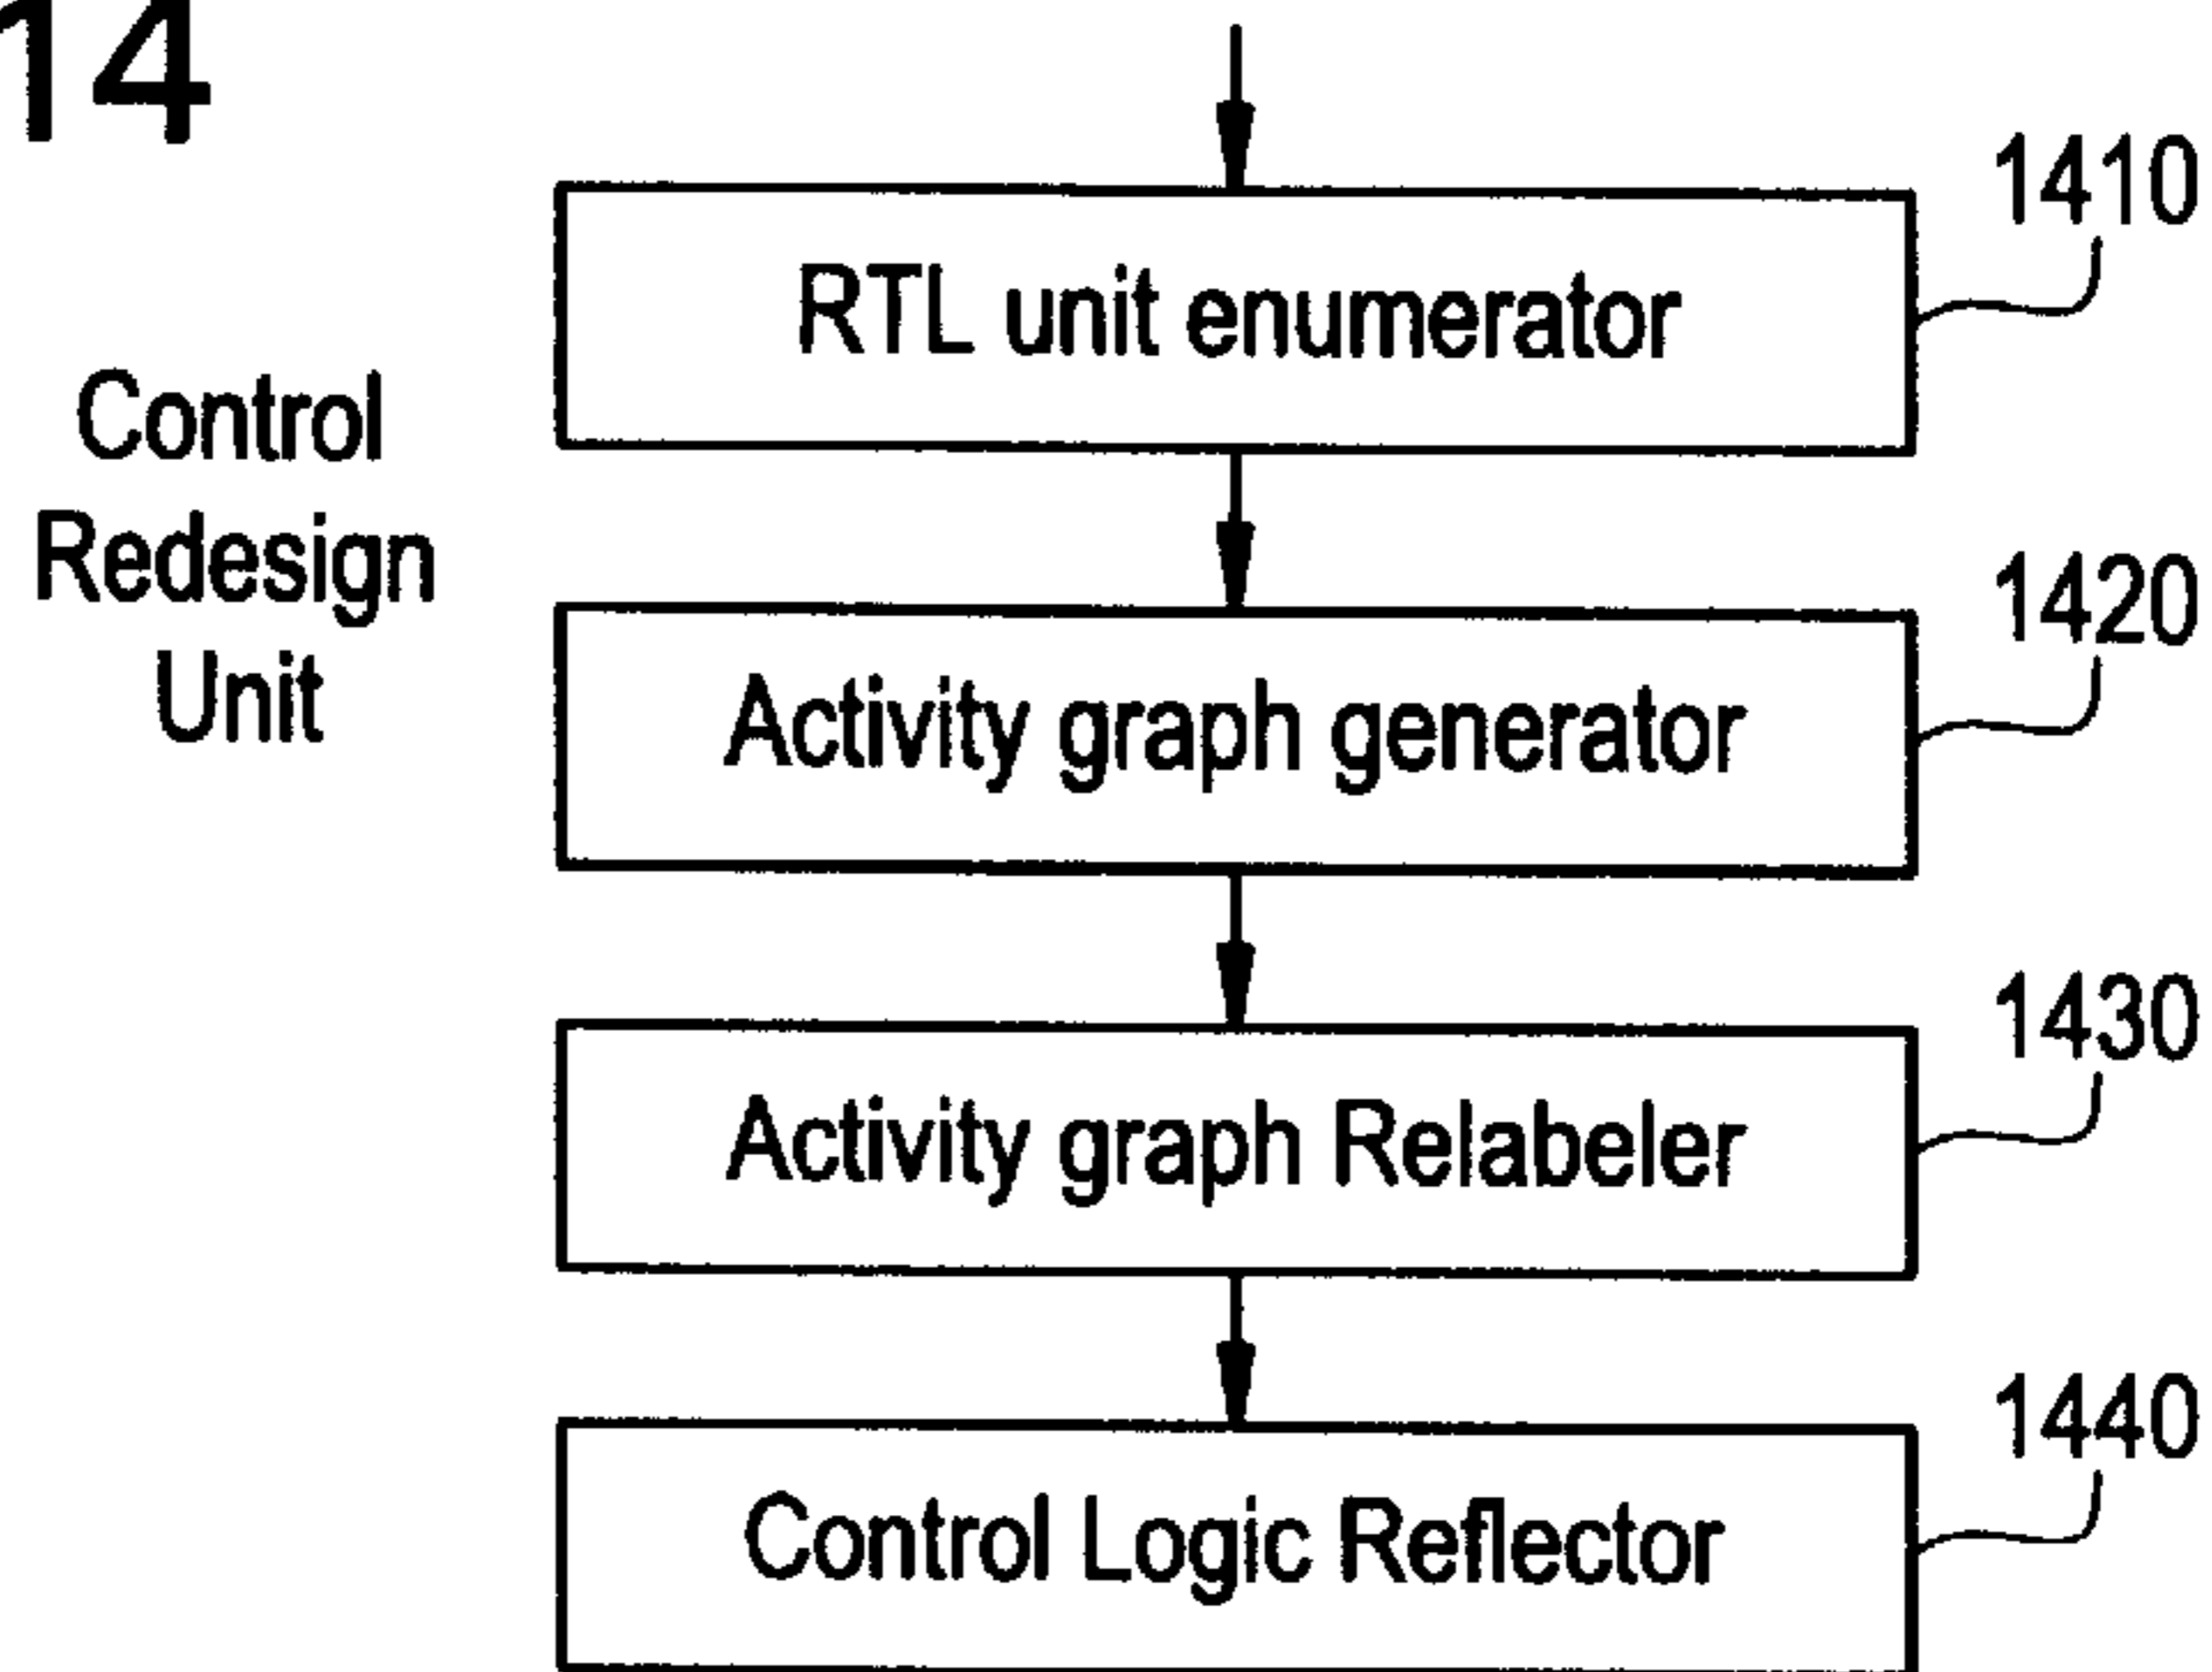 14
1410
RTL unit enumerator
Control
Redesign
Unit
1420
Activity graph generator
1430
Activity graph Relabeler
1440
Control Logic Reflector